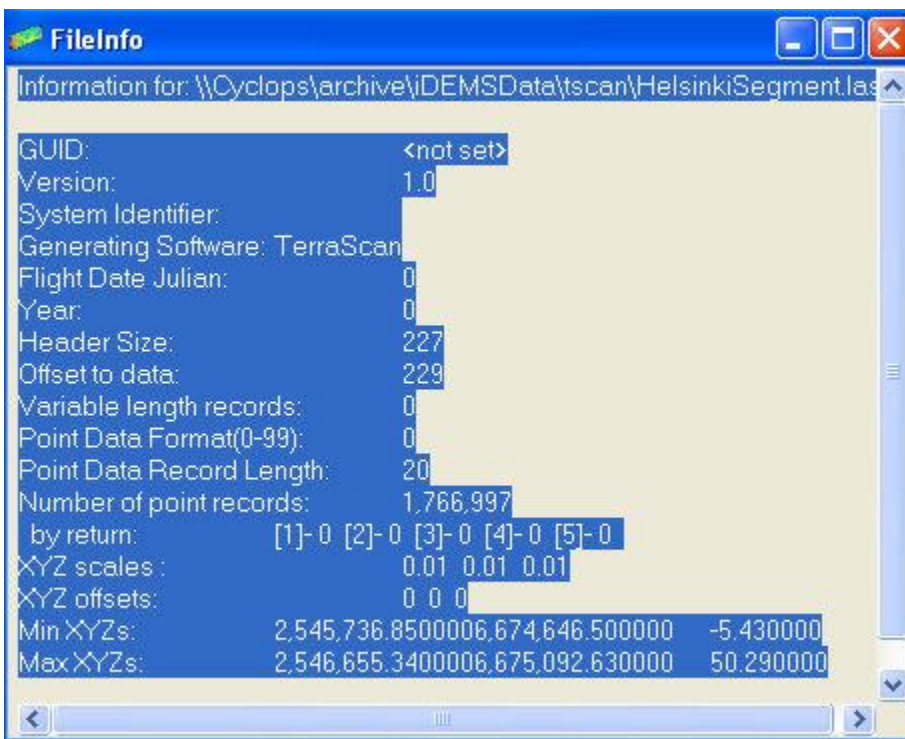 FileInfo
Information for: \\Cyclops\archive\iDEMSData\tscan\HelsinkiSegment.las
GUID: <not set>
Version: 1.0
System Identifier:
Generating Software: TerraScan
Flight Date Julian: 0
Year: 0
Header Size: 227
Offset to data: 229
Variable length records: 0
Point Data Format(0-99): 0
Point Data Record Length: 20
Number of point records: 1,766,997
by return: [1]- 0 [2]- 0 [3]- 0 [4]- 0 [5]- 0
XYZ scales : 0.01 0.01 0.01
XYZ offsets: 0 0 0
Min XYZs: 2,545,736.8500006,674,646.500000 -5.430000
Max XYZs: 2,546,655.3400006,675,092.630000 50.290000